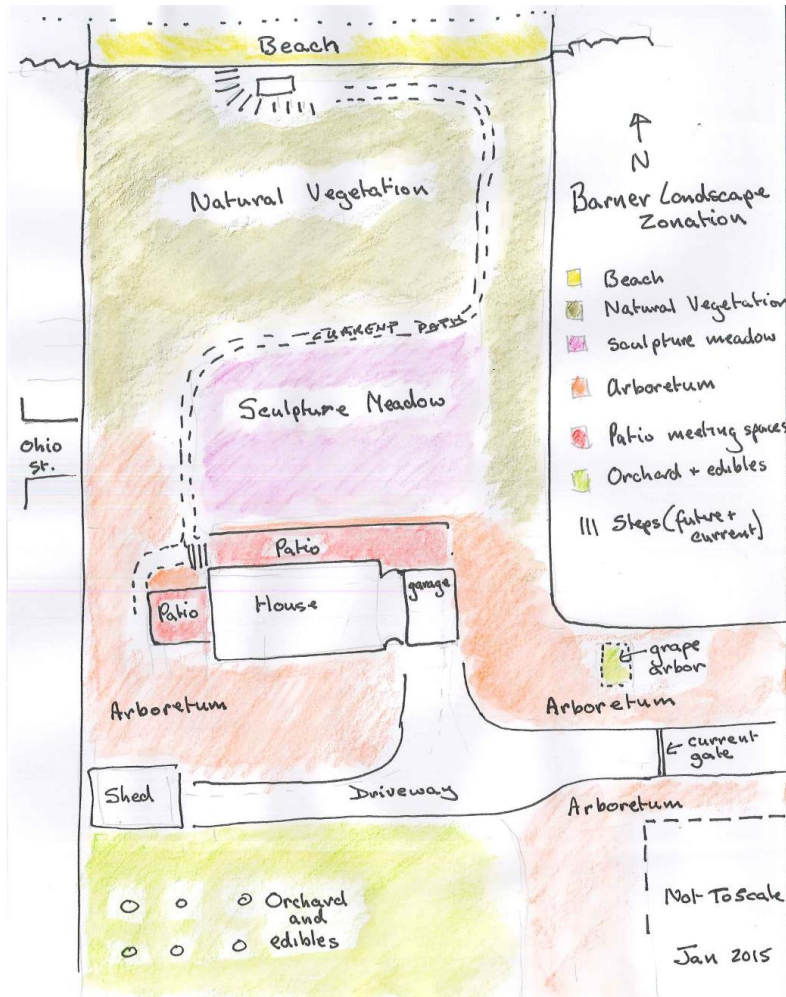 Beach
Natural Vegetation
N
Barner Landscape
Zonation
Beach
Natural Vegetation
Sculpture meadow
Arboretum
Patio meeting spaces
Orchard + edibles
Steps (future +
current)
CURRENT PATH
Sculpture Meadow
Ohio
St.
Patio
House
garage
Patio
grape
arbor
Arboretum
Arboretum
current
gate
Shed
Driveway
Arboretum
Orchard
and
edibles
Not To Scale
Jan 2015